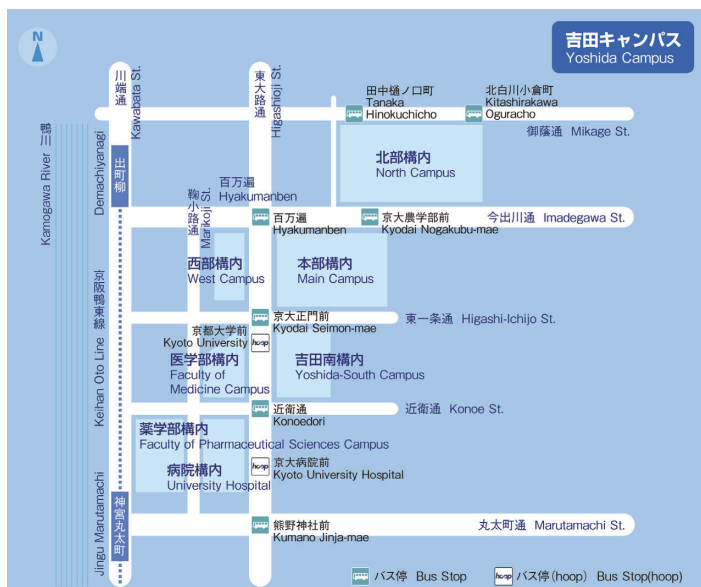 N
吉田キャンパス
Yoshida Campus
川端通
Kawabata St.
東大路通
Higashioji St.
田中樋ノ口町
Tanaka
Hinokuchicho
北白川小倉町
Kitashirakawa
Oguracho
御蔭通 Mikage St.
鴨川
Kamogawa River
出町柳
Demachiyanagi
北部構内
North Campus
鞠小路通
Marikoji St.
百万遍
Hyakumanben
百万遍
Hyakumanben
京大農学部前
Kyodai Nogakubu-mae
今出川通 Imadegawa St.
西部構内
West Campus
本部構内
Main Campus
京阪鴨東線
Keihan Oto Line
京大正門前
Kyodai Seimon-mae
東一条通 Higashi-Ichijo St.
京都大学前
Kyoto University
hoop
医学部構内
Faculty of
Medicine Campus
吉田南構内
Yoshida-South Campus
近衛通
Konoedori
近衛通 Konoe St.
薬学部構内
Faculty of Pharmaceutical Sciences Campus
病院構内
University Hospital
hoop
京大病院前
Kyoto University Hospital
神宮丸太町
Jingu Marutamachi
熊野神社前
Kumano Jinja-mae
丸太町通 Marutamachi St.
バス停 Bus Stop
hoop
バス停(hoop) Bus Stop(hoop)